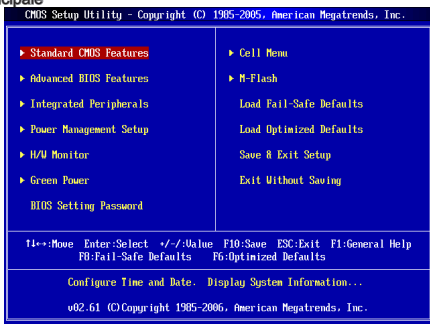 CMOS Setup Utility - Copyright (C) 1985-2005, American Megatrends, Inc.
▶ Standard CMOS Features
▶ Advanced BIOS Features
▶ Integrated Peripherals
▶ Power Management Setup
▶ H/W Monitor
▶ Green Power
BIOS Setting Password
▶ Cell Menu
▶ M-Flash
Load Fail-Safe Defaults
Load Optimized Defaults
Save & Exit Setup
Exit Without Saving
↑↓↔:Move Enter:Select +/-/:Value F10:Save ESC:Exit F1:General Help
F8:Fail-Safe Defaults F6:Optimized Defaults
Configure Time and Date. Display System Information...
v02.61 (C)Copyright 1985-2006, American Megatrends, Inc.